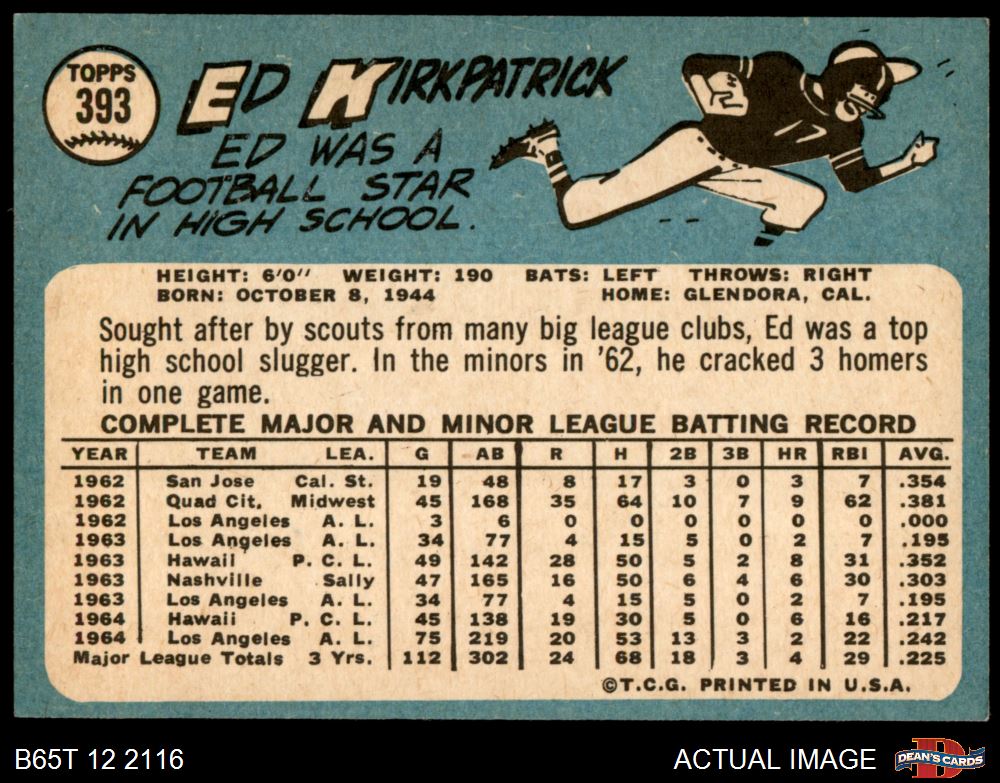 TOPPS
393
ED KIRKPATRICK
ED WAS A
FOOTBALL STAR
IN HIGH SCHOOL.
17
HEIGHT: 6'0" WEIGHT: 190 BATS: LEFT THROWS: RIGHT
BORN: OCTOBER 8, 1944 HOME: GLENDORA, CAL.
Sought after by scouts from many big league clubs, Ed was a top
high school slugger. In the minors in '62, he cracked 3 homers
in one game.
COMPLETE MAJOR AND MINOR LEAGUE BATTING RECORD
YEAR TEAM LEA. G AB R H 2B 3B HR RBI AVG.
1962 San Jose Cal. St. 19 48 8 17 3 0 3 7 .354
1962 Quad Cit. Midwest 45 168 35 64 10 7 9 62 .381
1962 Los Angeles A. L. 3 6 0 0 0 0 0 0 .000
1963 Los Angeles A. L. 34 77 4 15 5 0 2 7 .195
1963 Hawaii P. C. L. 49 142 28 50 5 2 8 31 .352
1963 Nashville Sally 47 165 16 50 6 4 6 30 .303
1963 Los Angeles A. L. 34 77 4 15 5 0 2 7 .195
1964 Hawaii P. C. L. 45 138 19 30 5 0 6 16 .217
1964 Los Angeles A. L. 75 219 20 53 13 3 2 22 .242
Major League Totals 3 Yrs. 112 302 24 68 18 3 4 29 .225
©T.C.G. PRINTED IN U.S.A.
B65T 12 2116 ACTUAL IMAGE DEAN'S CARDS